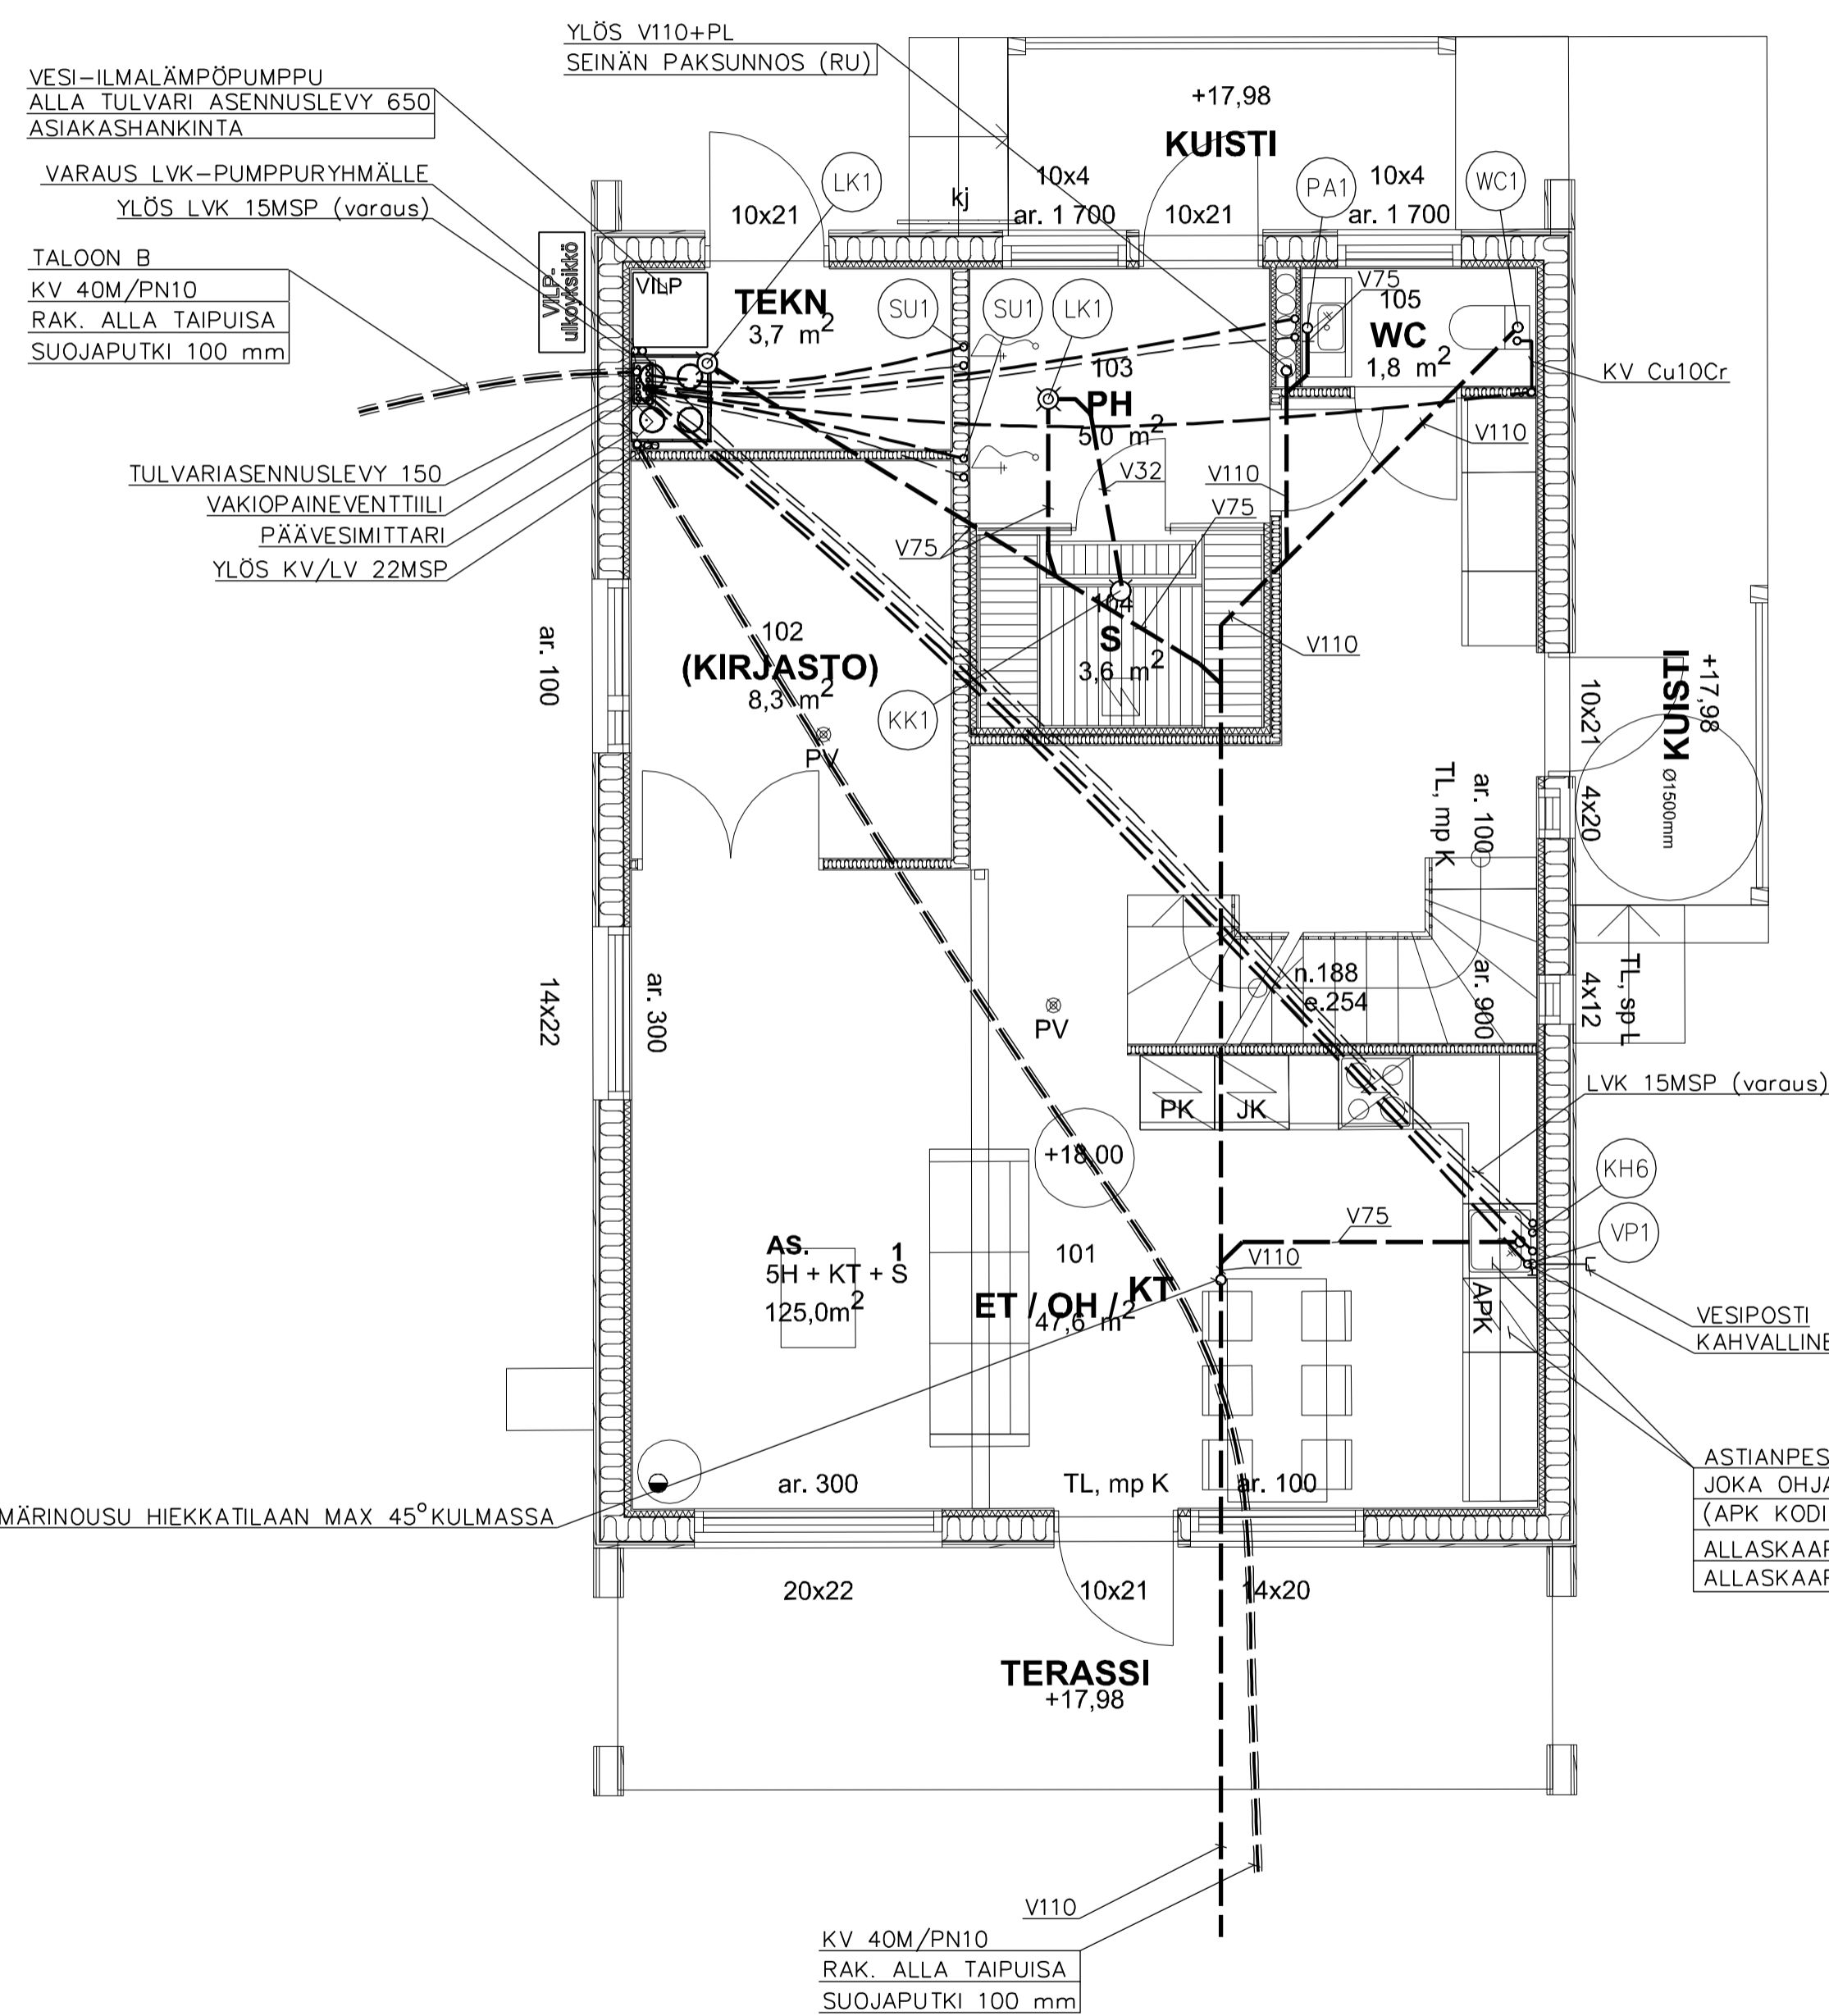 YLÖS V110+PL
SEINÄN PAKSUNNOS (RU)
VESI-ILMALÄMPÖPUMPPU
ALLA TULVARI ASENNUSLEVY 650
ASIAKASHANKINTA
VARAUS LVK-PUMPPURYHMÄLLE
YLÖS LVK 15MSP (varaus)
TALOON B
KV 40M/PN10
RAK. ALLA TAIPUISA
SUOJAPUTKI 100 mm
+17,98
KUISTI
LK1
10x4
PA1
10x4
WC1
10x21
kj
ar. 1 700
10x21
ar. 1 700
VILP-
ulkoyksikkö
VILP
TEKN
3,7 m2
SU1
SU1
LK1
V75
105
WC
1,8 m2
103
PH
5,0 m2
KV Cu10Cr
V110
TULVARIASENNUSLEVY 150
VAKIOPAINEVENTTIILI
PÄÄVESIMITTARI
YLÖS KV/LV 22MSP
V32
V110
V75
V75
104
S
3,6 m2
V110
102
(KIRJASTO)
8,3 m2
KK1
PV
ar. 100
+17,98
KUISTI
Ø1500mm
10x21
4x20
ar. 100
TL, mp K
14x22
ar. 300
n.188
e.254
ar. 900
4x12
TL, sp L
PV
LVK 15MSP (varaus)
PK
JK
+18,00
KH6
VP1
V75
V110
AS. 1
5H + KT + S
125,0m2
101
ET / OH / KT
47,6 m2
APK
VESIPOSTI
KAHVALLINE
ASTIANPES
JOKA OHJA
(APK KODI
ALLASKAAF
ALLASKAAF
ar. 300
TL, mp K
ar. 100
MÄRINOUSU HIEKKATILAAN MAX 45° KULMASSA
20x22
10x21
14x20
TERASSI
+17,98
V110
KV 40M/PN10
RAK. ALLA TAIPUISA
SUOJAPUTKI 100 mm